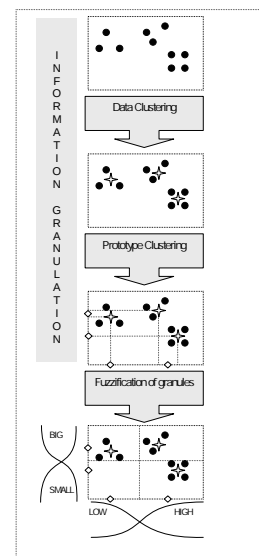 INFORMATION GRANULATION
Data Clustering
Prototype Clustering
Fuzzification of granules
BIG
SMALL
LOW
HIGH